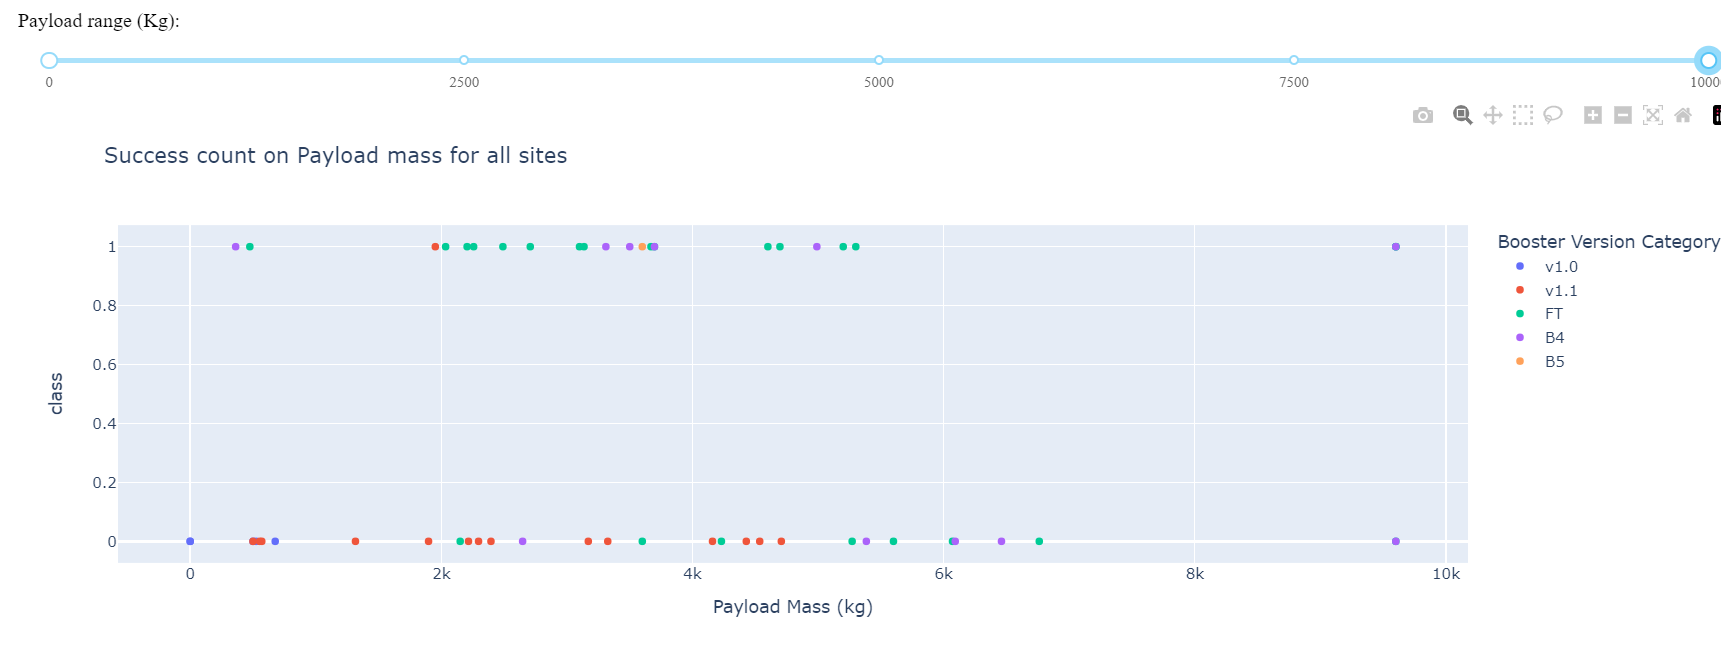 Payload range (Kg):
0 2500 5000 7500
Success count on Payload mass for all sites
1
0.8
0.6
0.4
0.2
0
class
0 2k 4k 6k 8k 10k
Payload Mass (kg)
Booster Version Category
v1.0
v1.1
FT
B4
B5